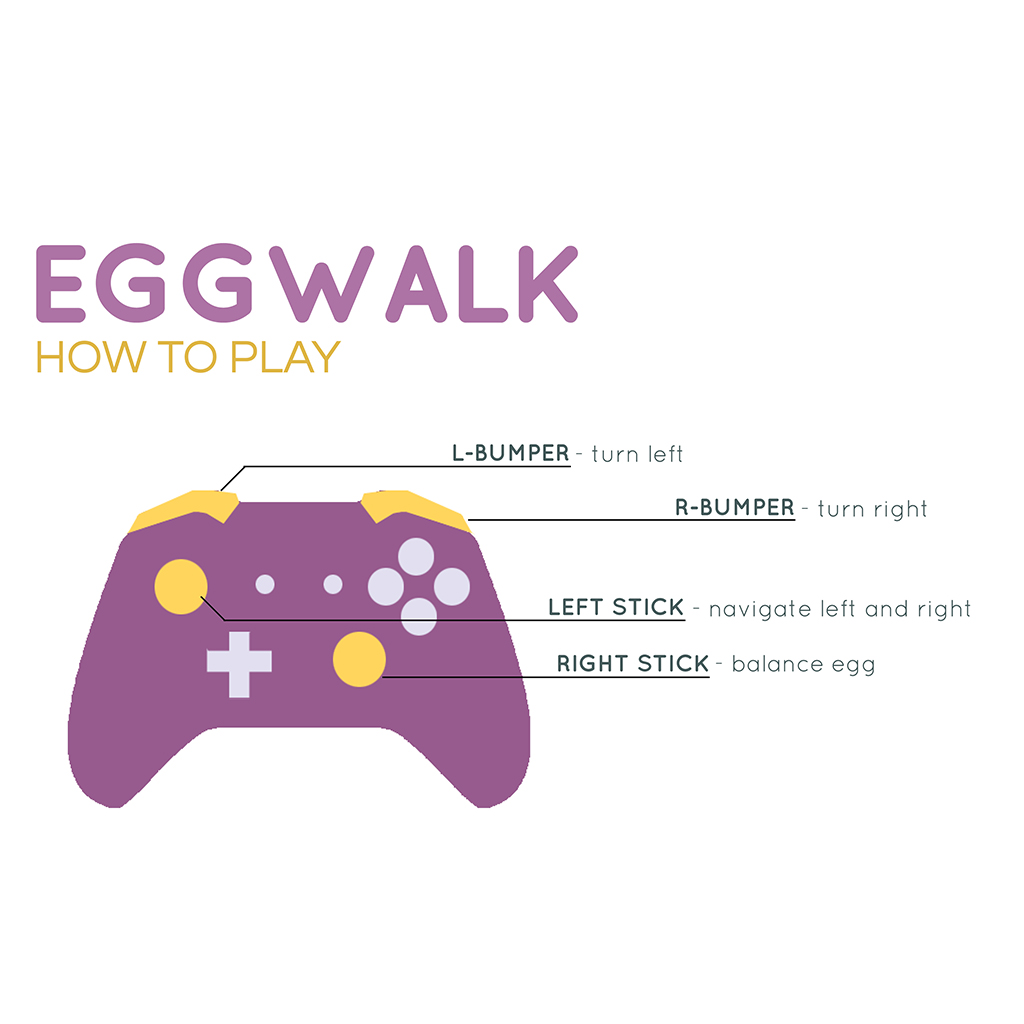 EGGWALK
HOW TO PLAY
L-BUMPER - turn left
R-BUMPER - turn right
LEFT STICK - navigate left and right
RIGHT STICK - balance egg